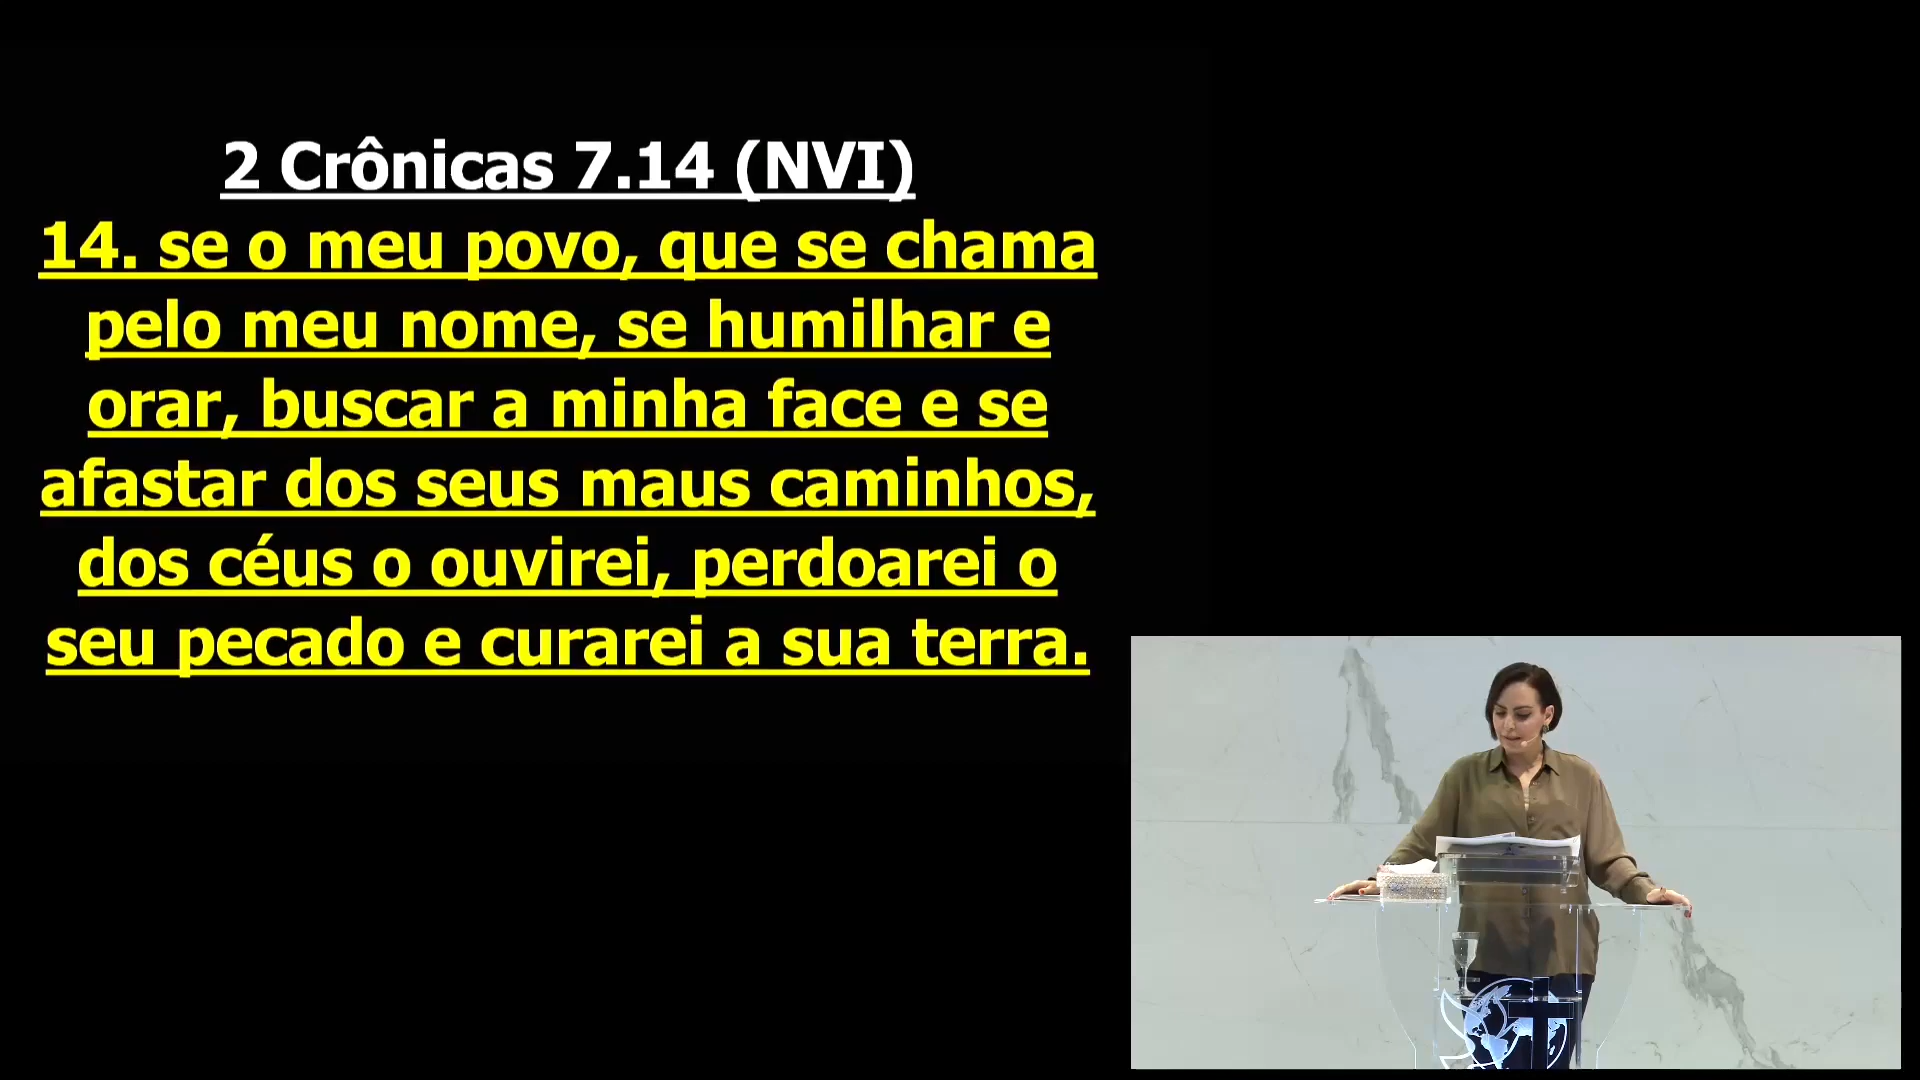 2 Crônicas 7.14 (NVI)
14. se o meu povo, que se chama
pelo meu nome, se humilhar e
orar, buscar a minha face e se
afastar dos seus maus caminhos,
dos céus o ouvirei, perdoarei o
seu pecado e curarei a sua terra.